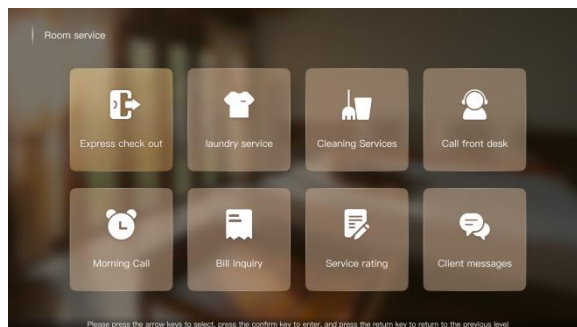 Room service
Express check out
laundry service
Cleaning Services
Call front desk
Morning Call
Bill inquiry
Service rating
Client messages
Please press the arrow keys to select, press the confirm key to enter, and press the return key to return to the previous level